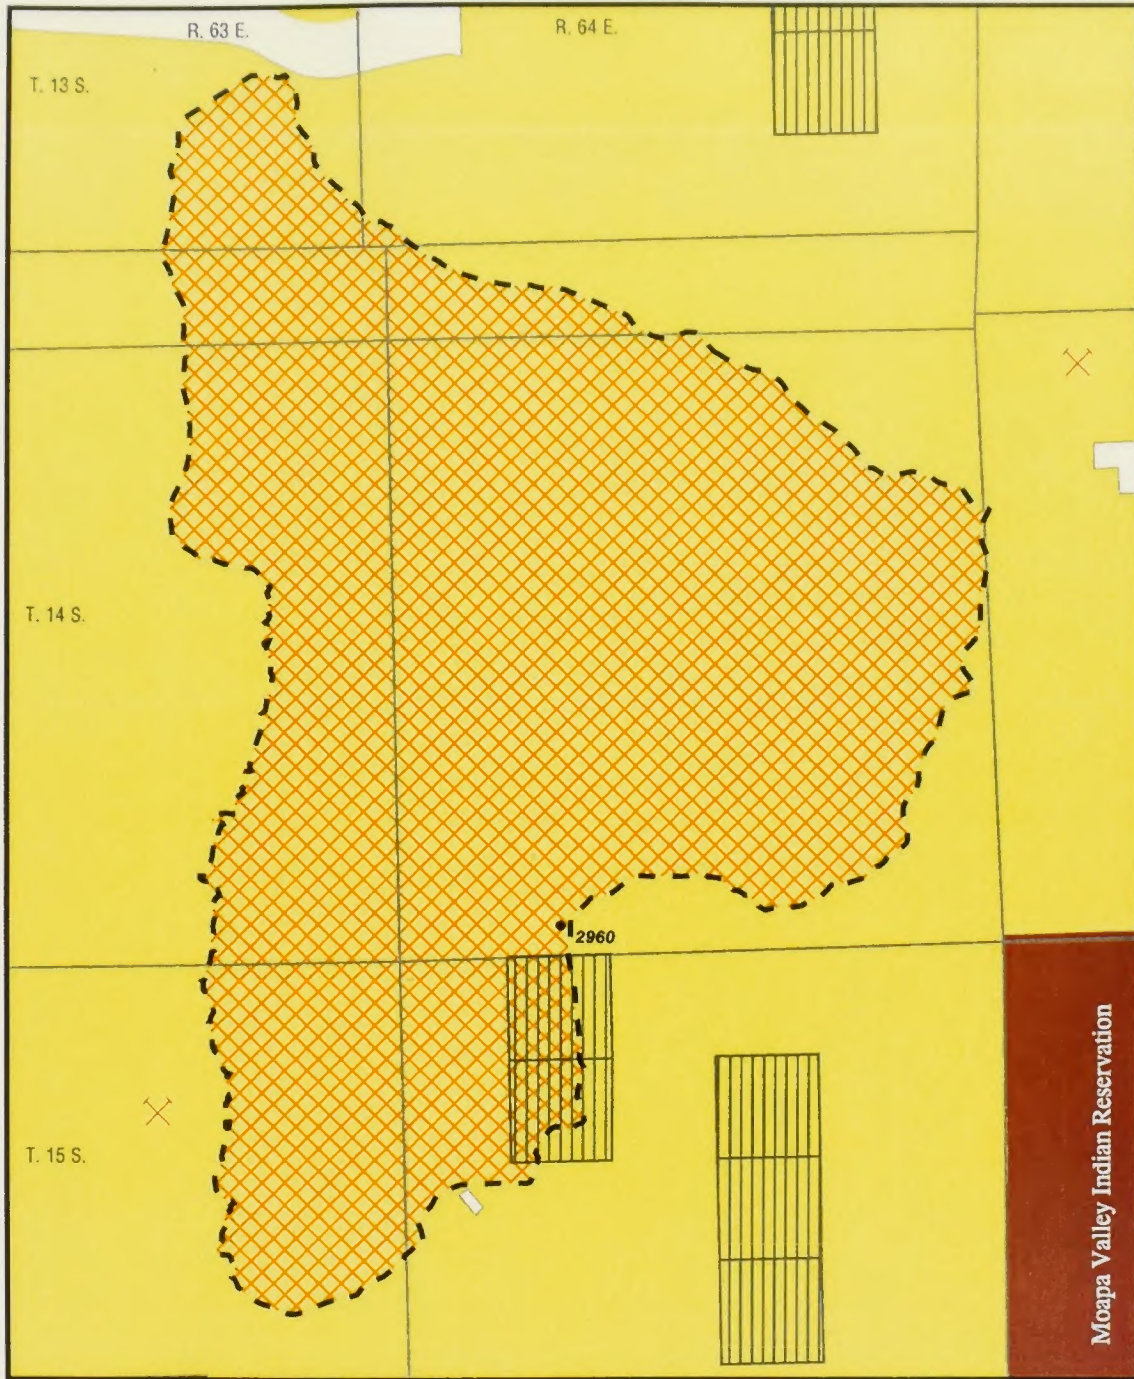 R. 63 E.
R. 64 E.
T. 13 S.
T. 14 S.
2960
T. 15 S.
Moapa Valley Indian Reservation